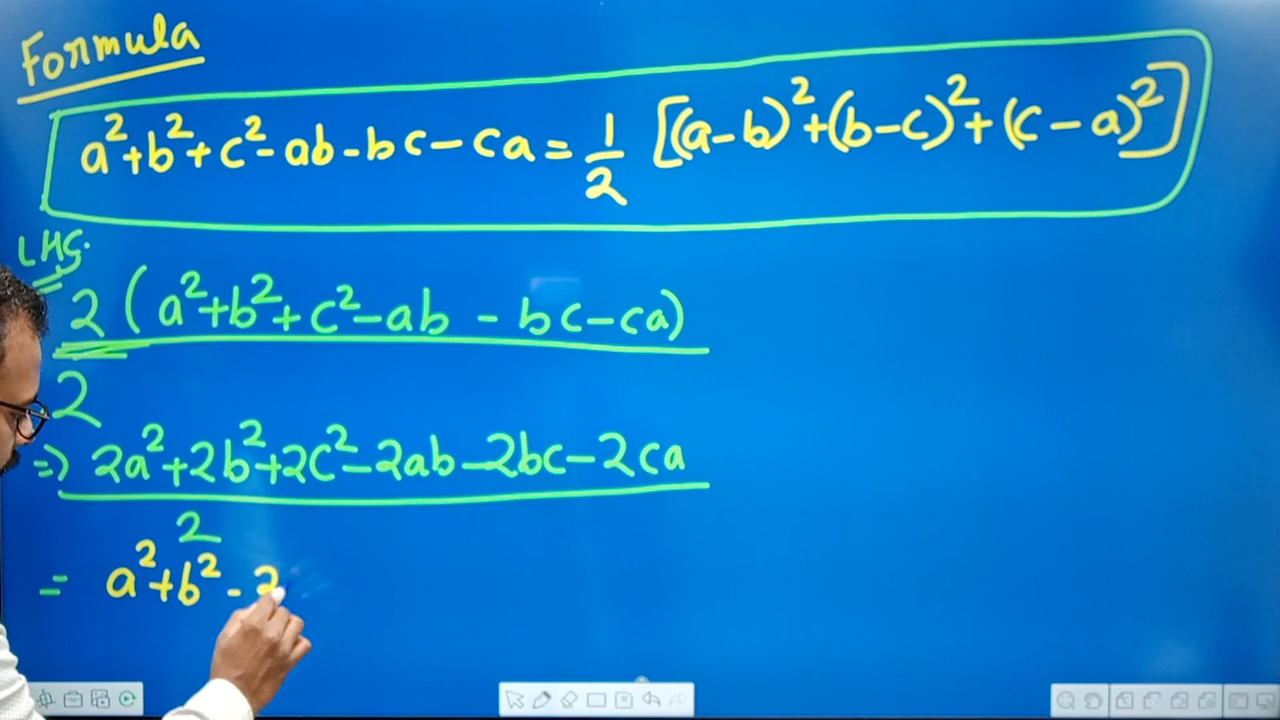 Formula
a²+b²+c²-ab-bc-ca=1/2 [(a-b)²+(b-c)²+(c-a)²]
LHS.
2(a²+b²+c²-ab-bc-ca)
2
⇒ 2a²+2b²+2c²-2ab-2bc-2ca
2
= a²+b²-2